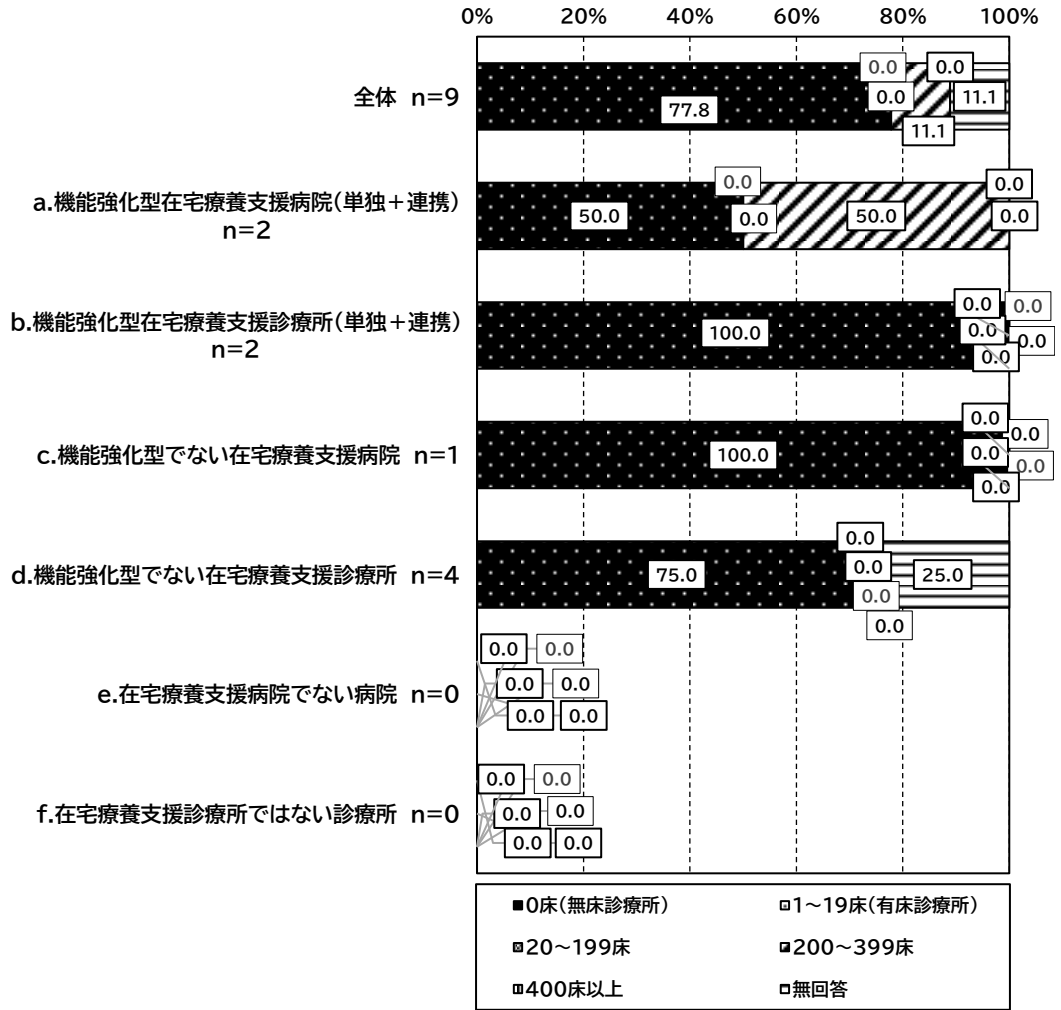 0% 20% 40% 60% 80% 100%
全体 n=9
77.8 0.0 0.0 11.1 0.0 11.1
a.機能強化型在宅療養支援病院(単独＋連携)
n=2
50.0 0.0 0.0 50.0 0.0 0.0
b.機能強化型在宅療養支援診療所(単独＋連携)
n=2
100.0 0.0 0.0 0.0 0.0 0.0
c.機能強化型でない在宅療養支援病院 n=1
100.0 0.0 0.0 0.0 0.0 0.0
d.機能強化型でない在宅療養支援診療所 n=4
75.0 0.0 0.0 0.0 0.0 25.0
e.在宅療養支援病院でない病院 n=0
0.0 0.0 0.0 0.0 0.0 0.0
f.在宅療養支援診療所ではない診療所 n=0
0.0 0.0 0.0 0.0 0.0 0.0
0床(無床診療所) 1～19床(有床診療所)
20～199床 200～399床
400床以上 無回答